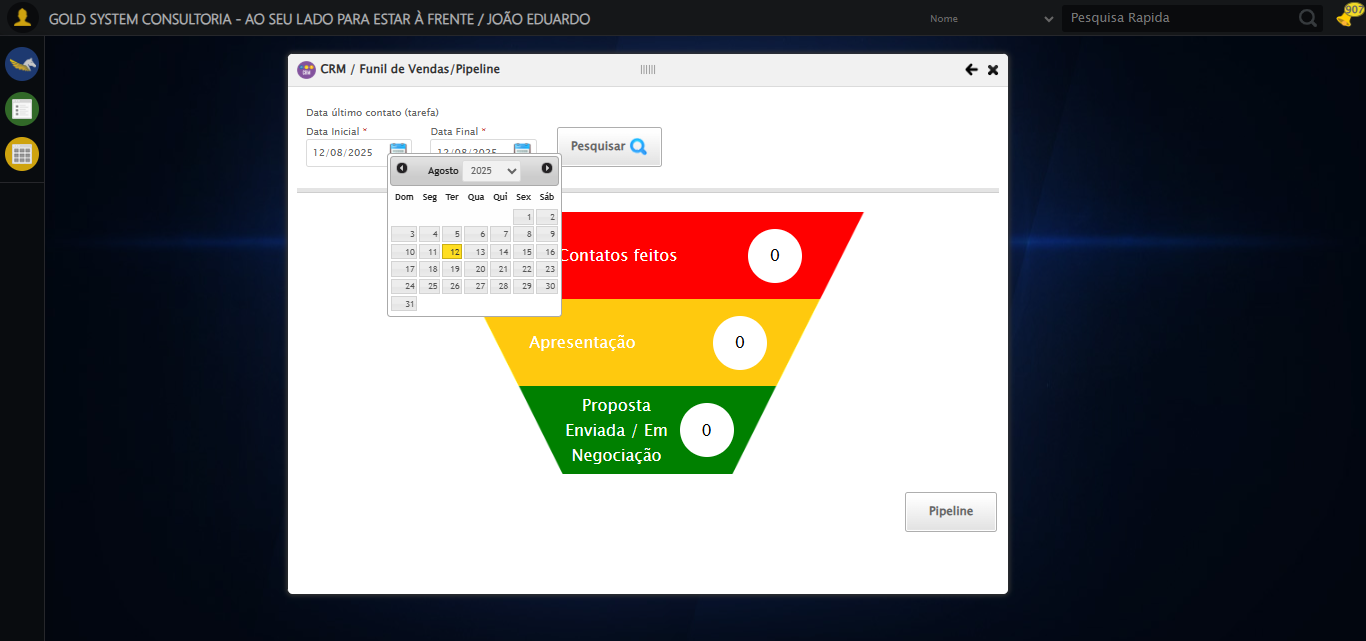 GOLD SYSTEM CONSULTORIA - AO SEU LADO PARA ESTAR À FRENTE / JOÃO EDUARDO
Nome
Pesquisa Rapida
907
CRM / Funil de Vendas/Pipeline
Data último contato (tarefa)
Data Inicial * Data Final *
12/08/2025 12/08/2025
Pesquisar
Agosto 2025
Dom Seg Ter Qua Qui Sex Sáb
1 2
3 4 5 6 7 8 9
10 11 12 13 14 15 16
17 18 19 20 21 22 23
24 25 26 27 28 29 30
31
Contatos feitos 0
Apresentação 0
Proposta
Enviada / Em 0
Negociação
Pipeline